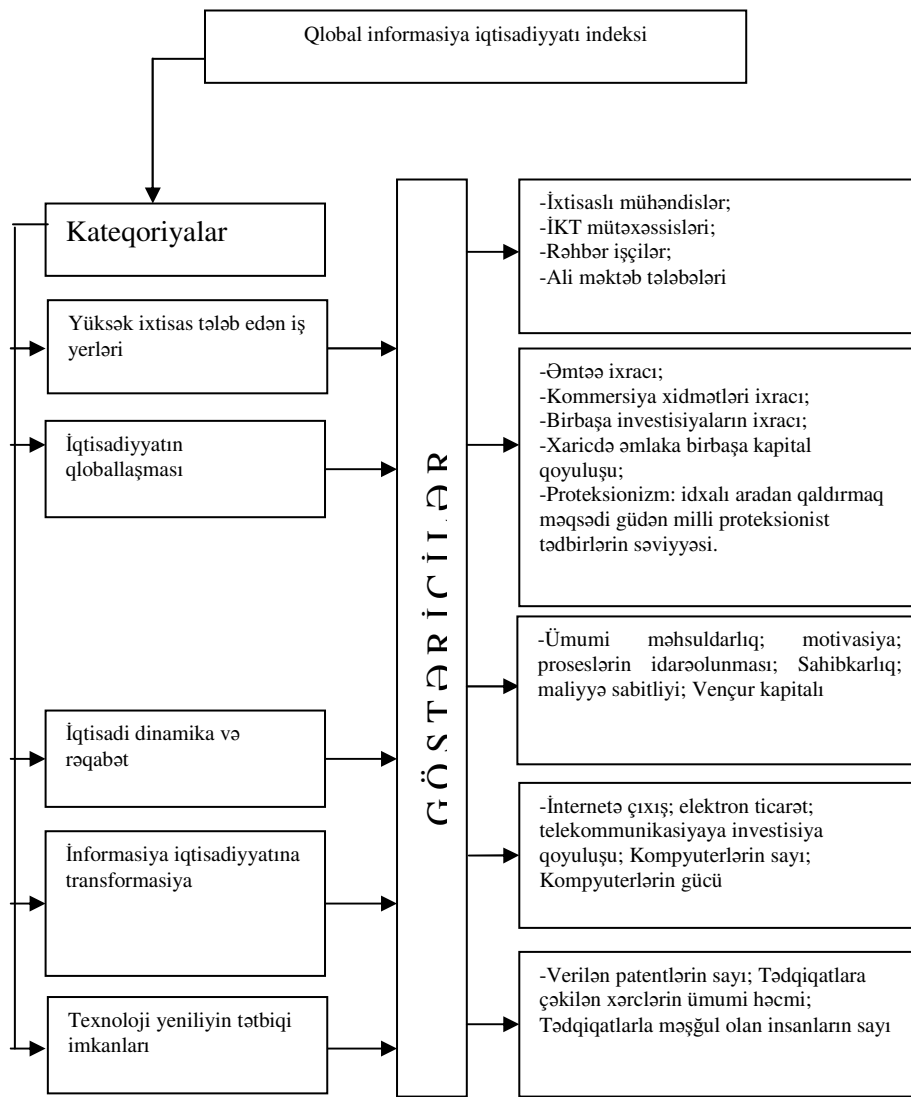 Qlobal informasiya iqtisadiyyatı indeksi
Kateqoriyalar
Yüksək ixtisas tələb edən iş
yerləri
İqtisadiyyatın
qloballaşması
İqtisadi dinamika və
rəqabət
İnformasiya iqtisadiyyatına
transformasiya
Texnoloji yeniliyin tətbiqi
imkanları
GÖSTƏRİCİLƏR
-İxtisaslı mühəndislər;
-İKT mütəxəssisləri;
-Rəhbər işçilər;
-Ali məktəb tələbələri
-Əmtəə ixracı;
-Kommersiya xidmətləri ixracı;
-Birbaşa investisiyaların ixracı;
-Xaricdə əmlaka birbaşa kapital
qoyuluşu;
-Proteksionizm: idxalı aradan qaldırmaq
məqsədi güdən milli proteksionist
tədbirlərin səviyyəsi.
-Ümumi məhsuldarlıq; motivasiya;
proseslərin idarəolunması; Sahibkarlıq;
maliyyə sabitliyi; Vençur kapitalı
-İnternetə çıxış; elektron ticarət;
telekommunikasiyaya investisiya
qoyuluşu; Kompyuterlərin sayı;
Kompyuterlərin gücü
-Verilən patentlərin sayı; Tədqiqatlara
çəkilən xərclərin ümumi həcmi;
Tədqiqatlarla məşğul olan insanların sayı